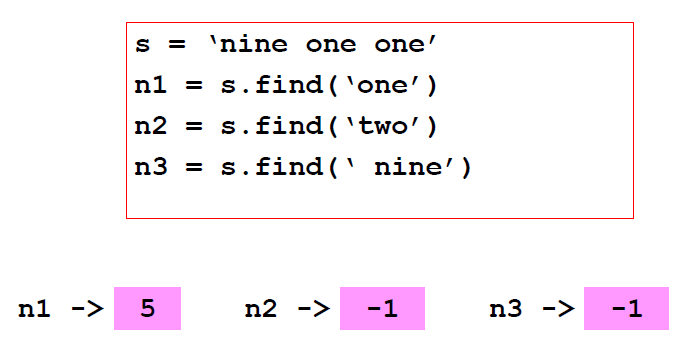 s = ‘nine one one’
n1 = s.find(‘one’)
n2 = s.find(‘two’)
n3 = s.find(‘ nine’)
n1 -> 5 n2 -> -1 n3 -> -1